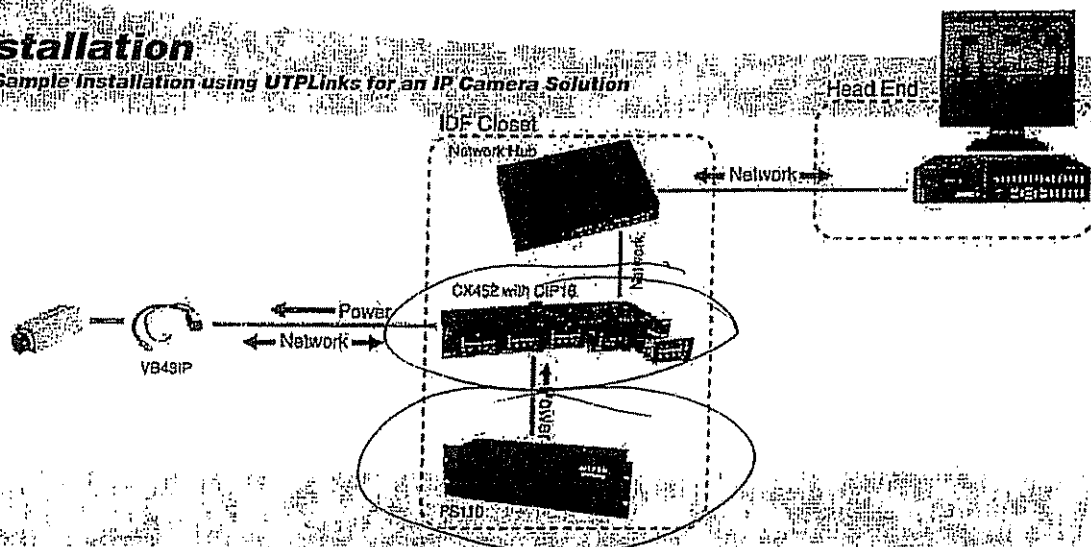 stallation
Sample Installation using UTPLinks for an IP Camera Solution
Head End
IDF Closet
Network Hub
Network
Network
CX452 with CIP16
Power
Network
VB43IP
Power
PS110